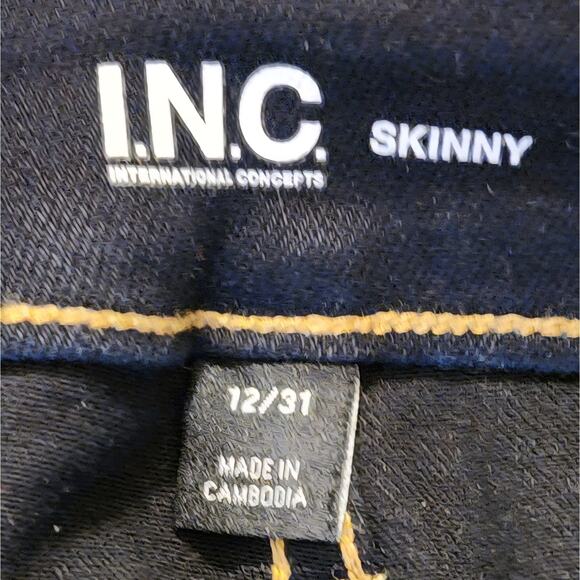 I.N.C. SKINNY
INTERNATIONAL CONCEPTS
12/31
MADE IN
CAMBODIA